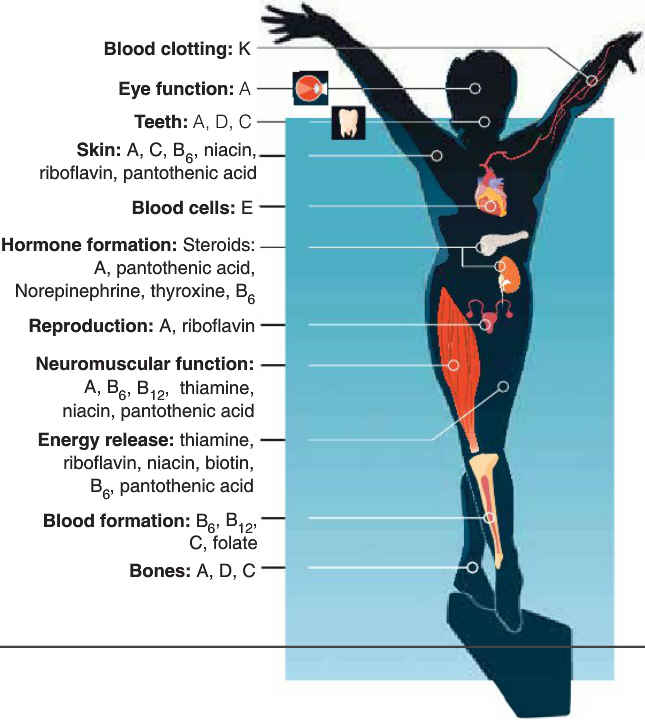 Blood clotting: K
Eye function: A
Teeth: A, D, C
Skin: A, C, B6, niacin,
riboflavin, pantothenic acid
Blood cells: E
Hormone formation: Steroids:
A, pantothenic acid,
Norepinephrine, thyroxine, B6
Reproduction: A, riboflavin
Neuromuscular function:
A, B6, B12, thiamine,
niacin, pantothenic acid
Energy release: thiamine,
riboflavin, niacin, biotin,
B6, pantothenic acid
Blood formation: B6, B12,
C, folate
Bones: A, D, C